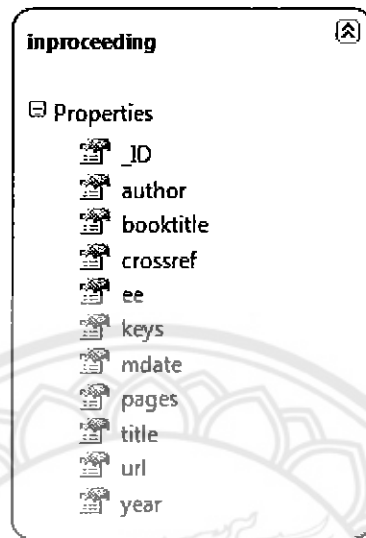 inproceeding
Properties
_ID
author
booktitle
crossref
ee
keys
mdate
pages
title
url
year